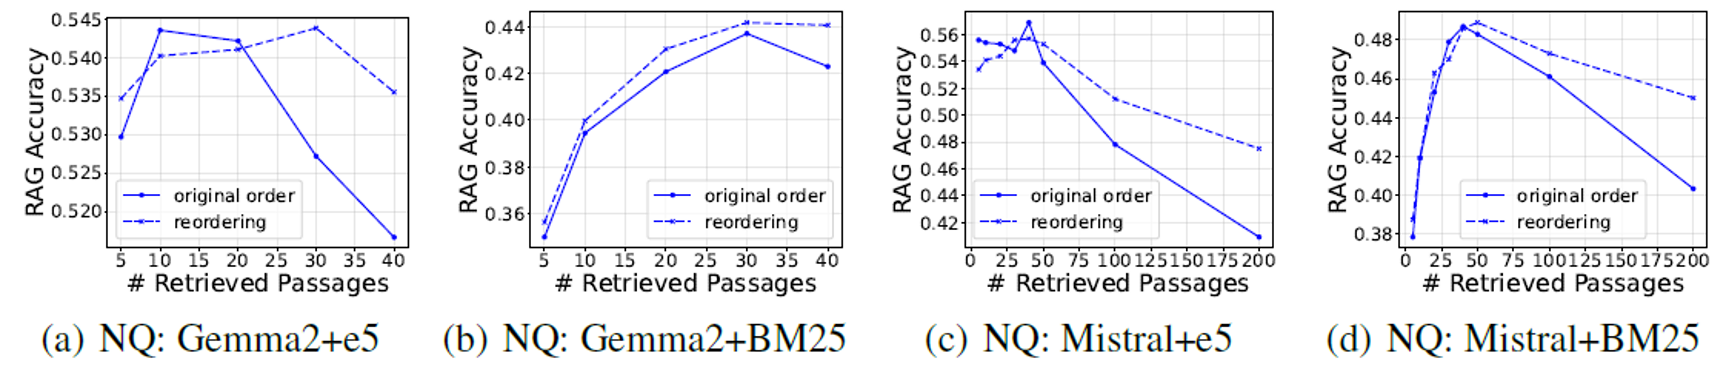 0.545
0.540
0.535
0.530
0.525
0.520
RAG Accuracy
original order
reordering
5 10 15 20 25 30 35 40
# Retrieved Passages
(a) NQ: Gemma2+e5
0.44
0.42
0.40
0.38
0.36
RAG Accuracy
original order
reordering
5 10 15 20 25 30 35 40
# Retrieved Passages
(b) NQ: Gemma2+BM25
0.56
0.54
0.52
0.50
0.48
0.46
0.44
0.42
RAG Accuracy
original order
reordering
0 25 50 75 100 125 150 175 200
# Retrieved Passages
(c) NQ: Mistral+e5
0.48
0.46
0.44
0.42
0.40
0.38
RAG Accuracy
original order
reordering
0 25 50 75 100 125 150 175 200
# Retrieved Passages
(d) NQ: Mistral+BM25